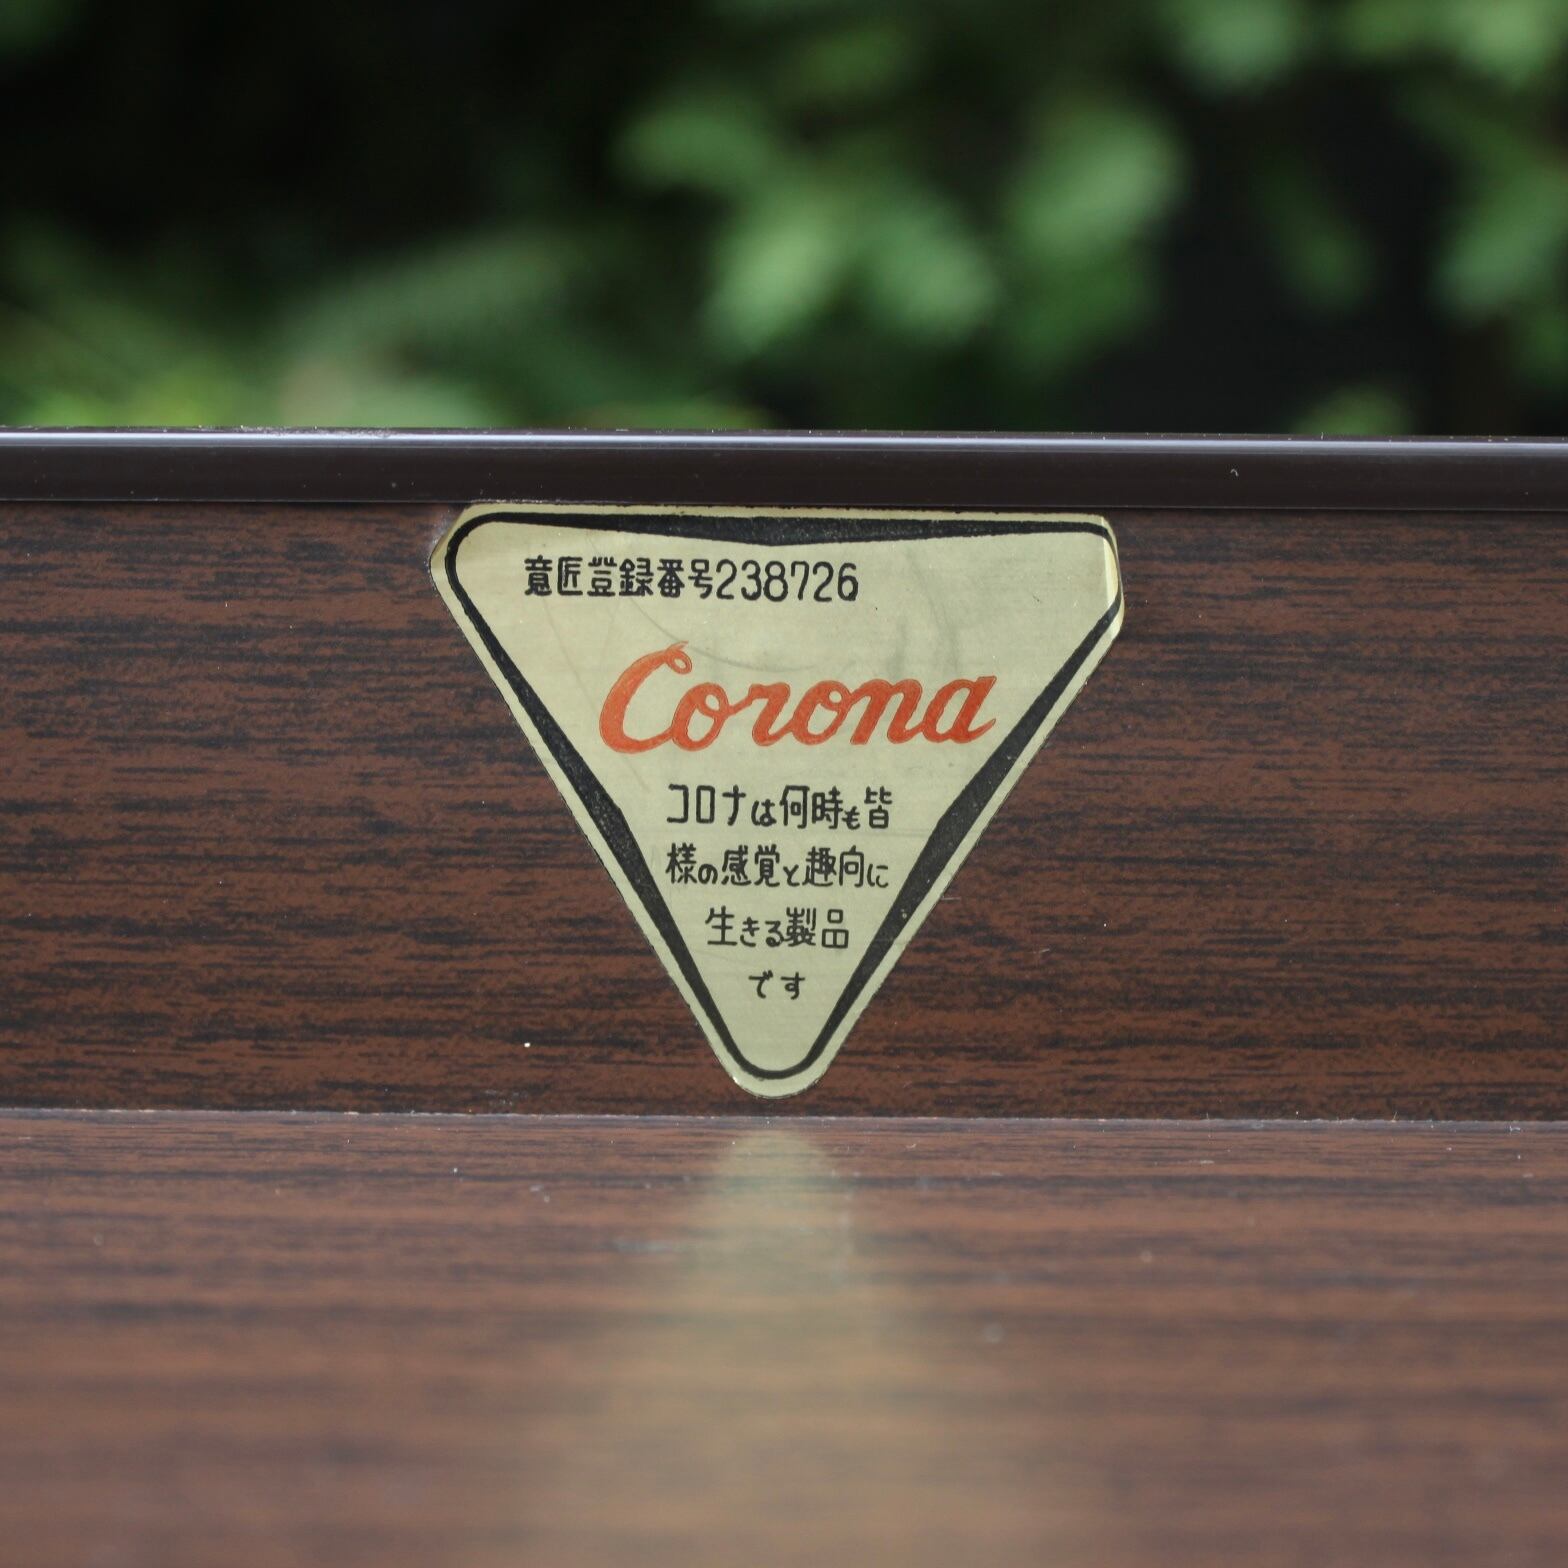 意匠登録番号238726
Corona
コロナは何時も皆
様の感覚と趣向に
生きる製品
です